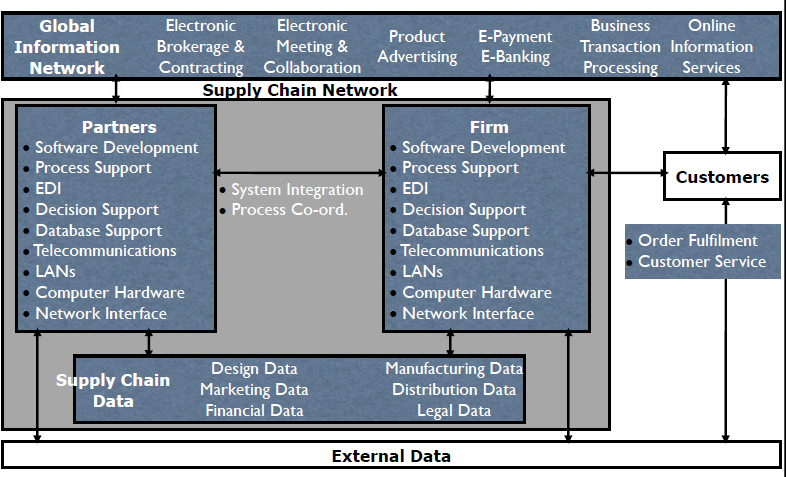 Global
Information
Network
Electronic
Brokerage &
Contracting
Electronic
Meeting &
Collaboration
Product
Advertising
E-Payment
E-Banking
Business
Transaction
Processing
Online
Information
Services
Supply Chain Network
Partners
• Software Development
• Process Support
• EDI
• Decision Support
• Database Support
• Telecommunications
• LANs
• Computer Hardware
• Network Interface
• System Integration
• Process Co-ord.
Firm
• Software Development
• Process Support
• EDI
• Decision Support
• Database Support
• Telecommunications
• LANs
• Computer Hardware
• Network Interface
Customers
• Order Fulfilment
• Customer Service
Supply Chain
Data
Design Data
Marketing Data
Financial Data
Manufacturing Data
Distribution Data
Legal Data
External Data